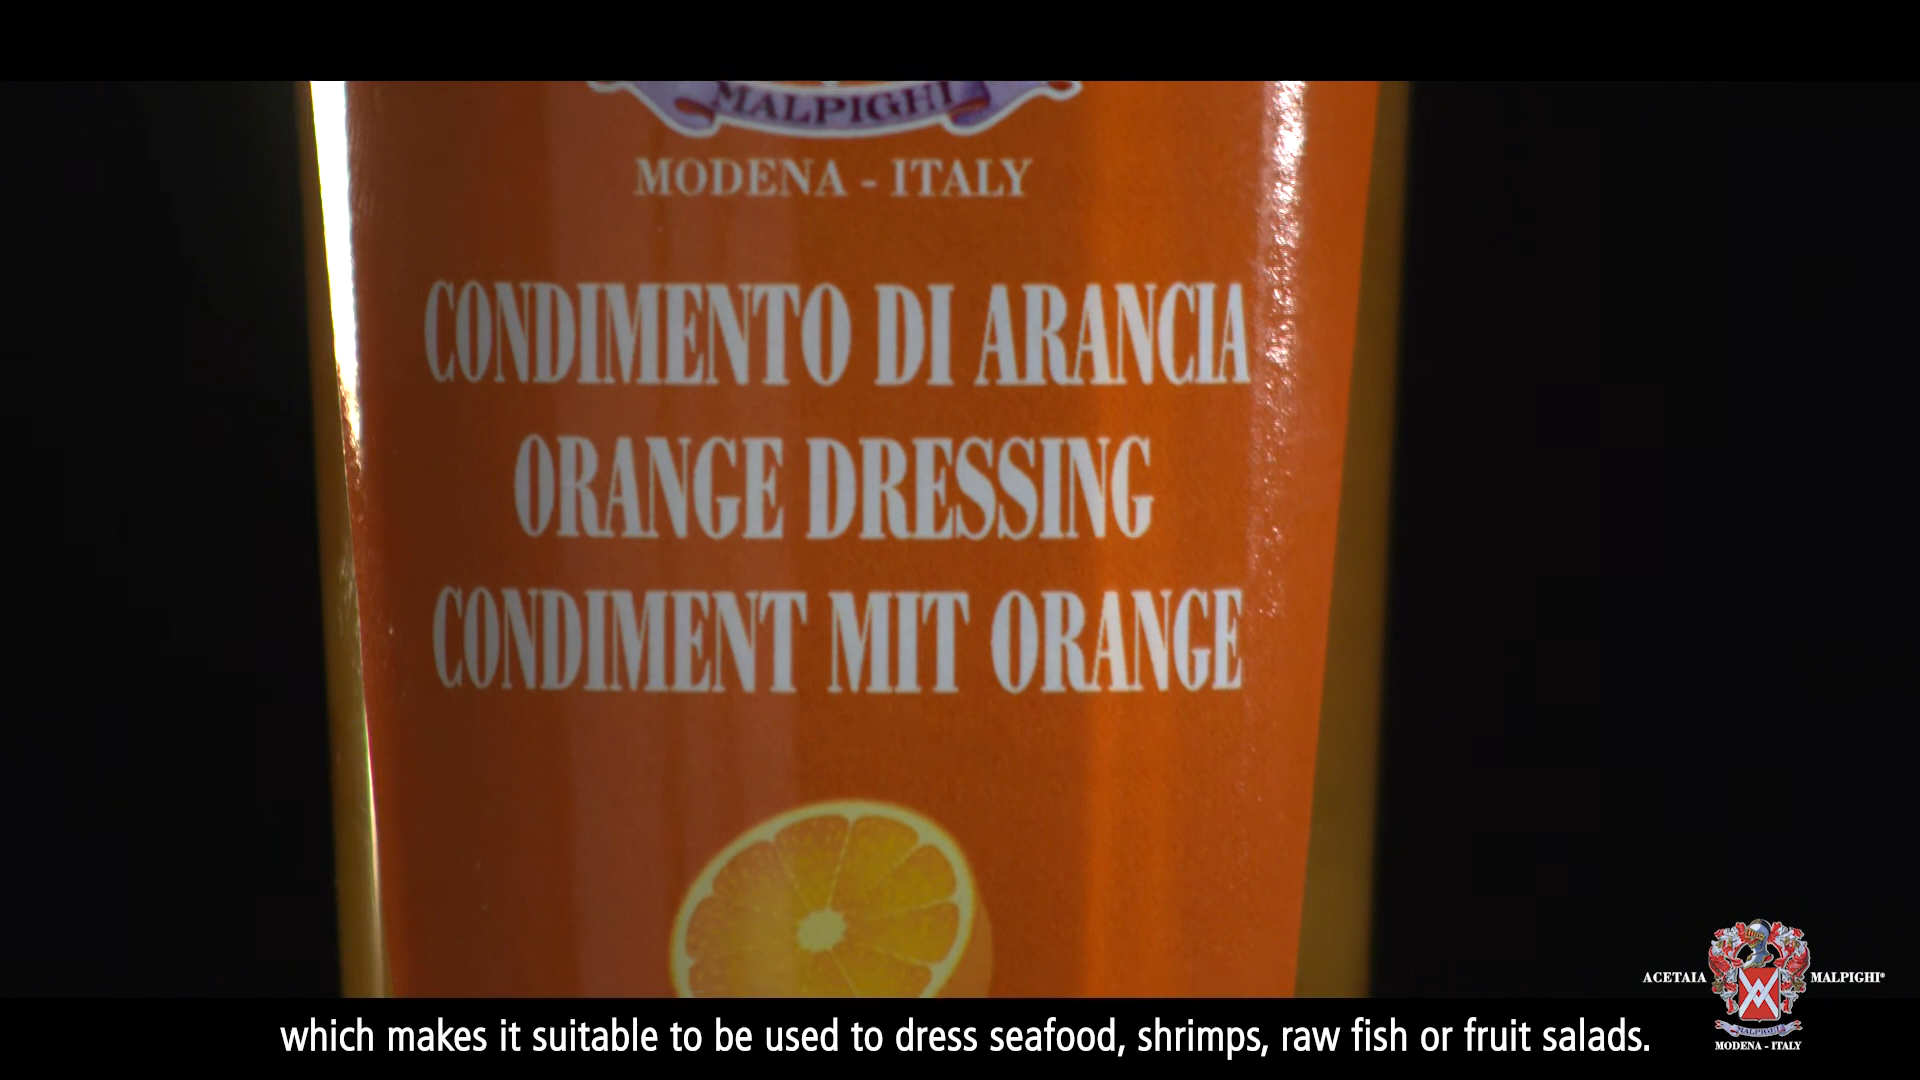 MALPIGHI
MODENA - ITALY
CONDIMENTO DI ARANCIA
ORANGE DRESSING
CONDIMENT MIT ORANGE
ACETAIA MALPIGHI®
MALPIGHI
MODENA - ITALY
which makes it suitable to be used to dress seafood, shrimps, raw fish or fruit salads.